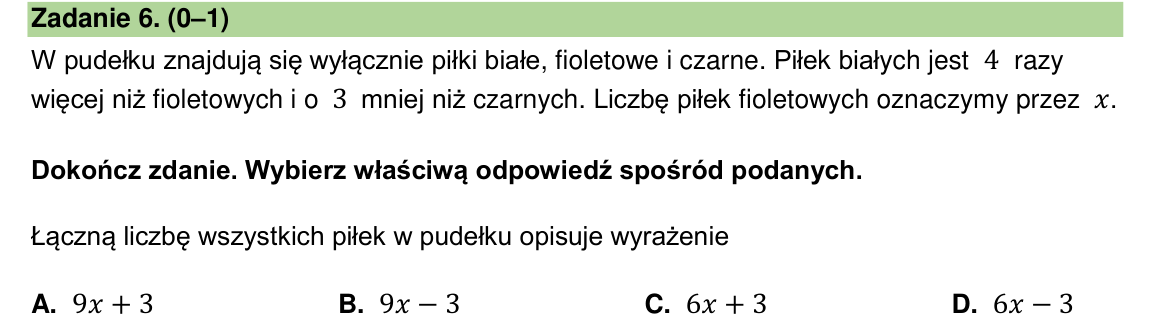 Zadanie 6. (0–1)
W pudełku znajdują się wyłącznie piłki białe, fioletowe i czarne. Piłek białych jest 4 razy
więcej niż fioletowych i o 3 mniej niż czarnych. Liczbę piłek fioletowych oznaczymy przez x.
Dokończ zdanie. Wybierz właściwą odpowiedź spośród podanych.
Łączną liczbę wszystkich piłek w pudełku opisuje wyrażenie
A. 9x + 3 B. 9x − 3 C. 6x + 3 D. 6x − 3